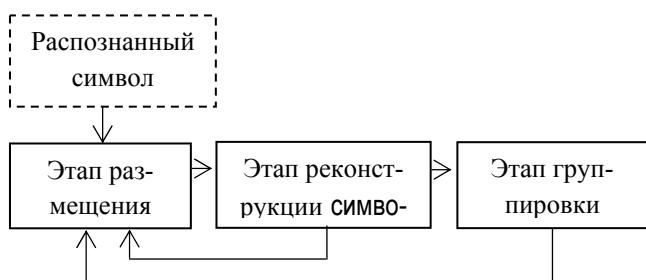 Распознанный
символ
Этап раз-
мещения
Этап реконст-
рукции симво-
Этап груп-
пировки